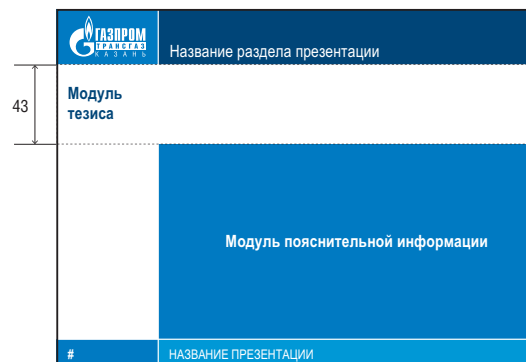 ГАЗПРОМ
ТРАНСГАЗ
КАЗАНЬ
Название раздела презентации
43
Модуль
тезиса
Модуль пояснительной информации
#
НАЗВАНИЕ ПРЕЗЕНТАЦИИ